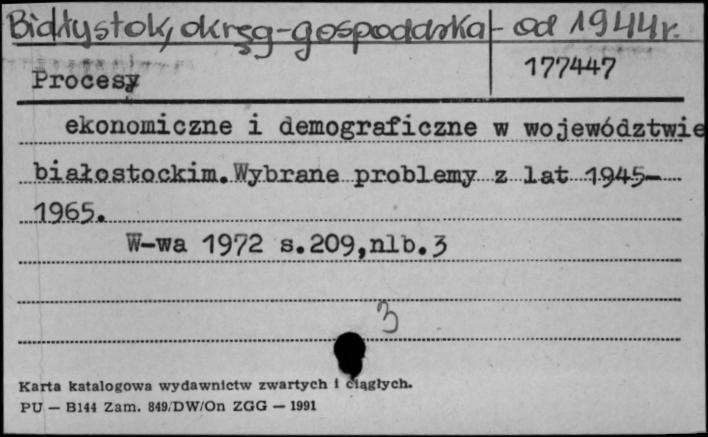 Białystok, okręg-gospodarka - od 1944r.
177447
Procesy
ekonomiczne i demograficzne w województwie
białostockim.Wybrane problemy z lat 1945-
1965.
W-wa 1972 s.209,nlb.3
3
Karta katalogowa wydawnictw zwartych i ciągłych.
PU — B144 Zam. 849/DW/On ZGG — 1991